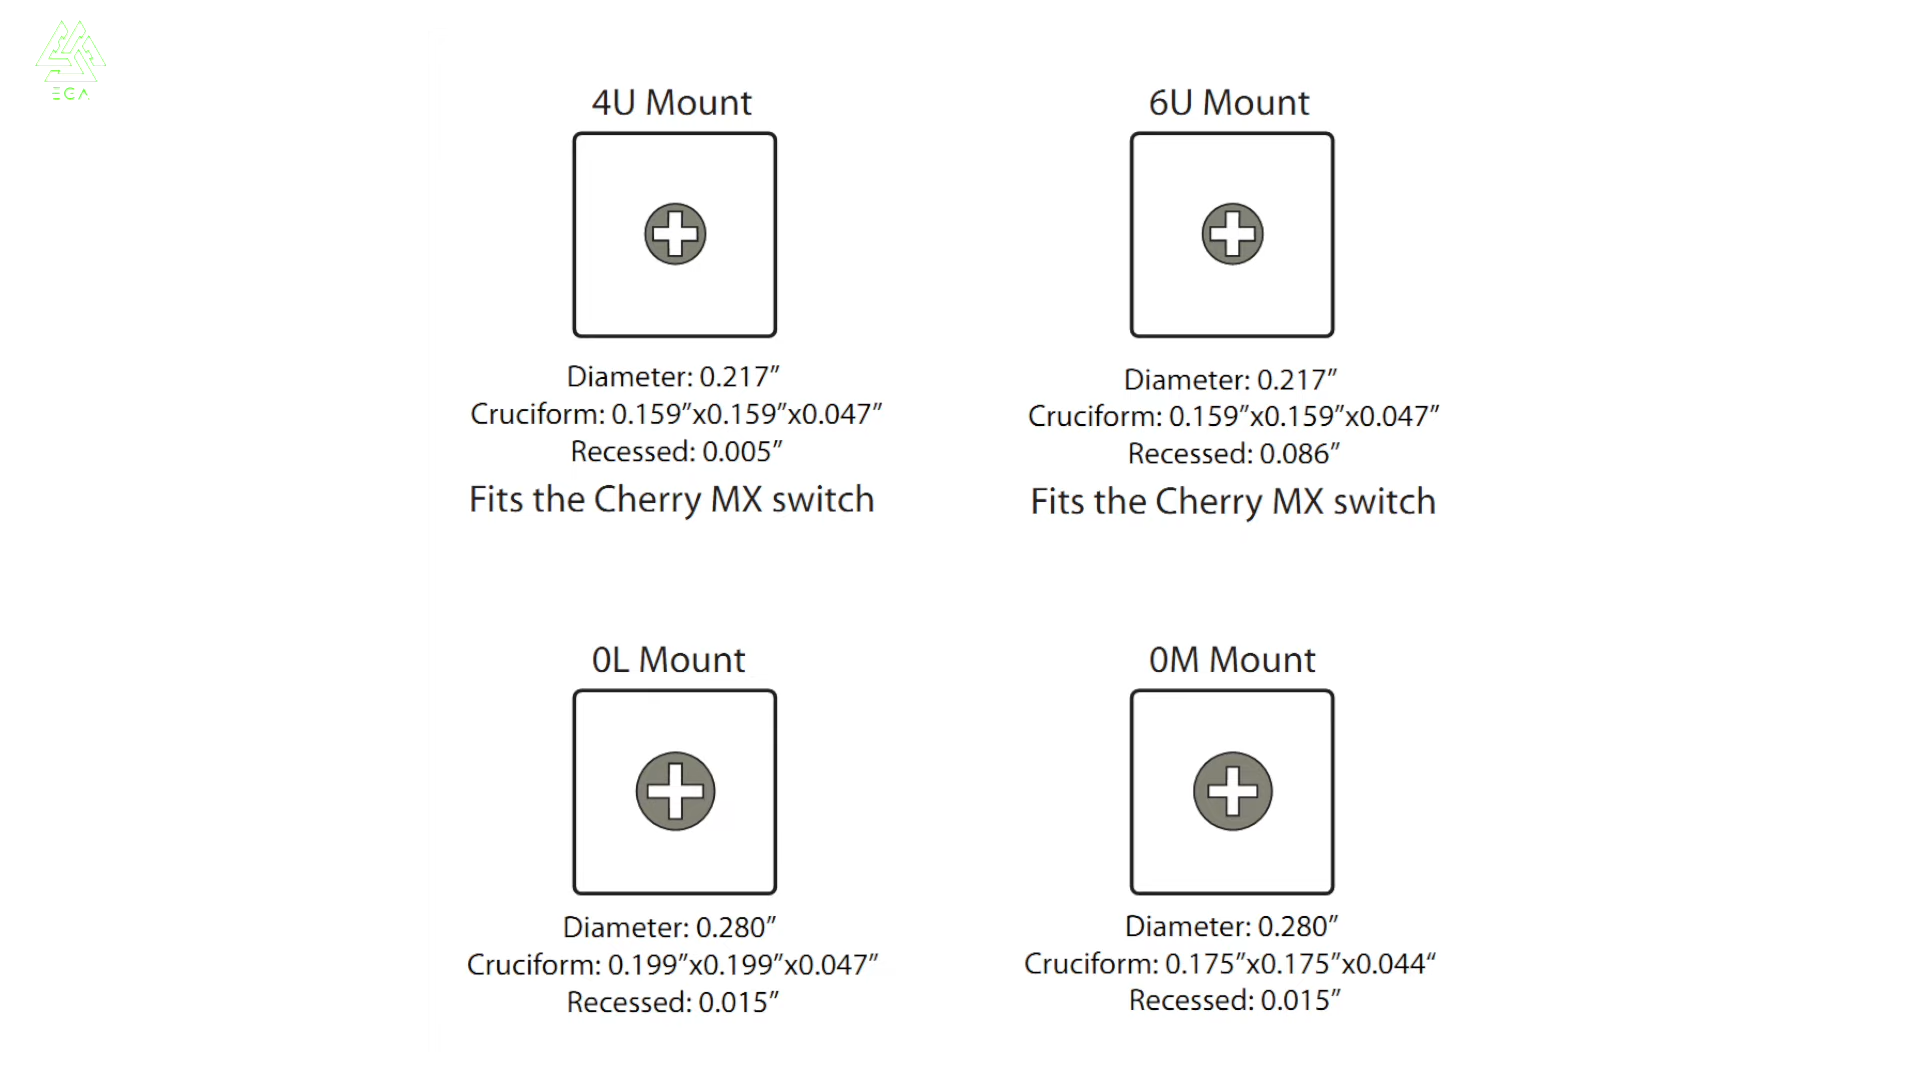 EGA
4U Mount
Diameter: 0.217”
Cruciform: 0.159”x0.159”x0.047”
Recessed: 0.005”
Fits the Cherry MX switch
6U Mount
Diameter: 0.217”
Cruciform: 0.159”x0.159”x0.047”
Recessed: 0.086”
Fits the Cherry MX switch
0L Mount
Diameter: 0.280”
Cruciform: 0.199”x0.199”x0.047”
Recessed: 0.015”
0M Mount
Diameter: 0.280”
Cruciform: 0.175”x0.175”x0.044“
Recessed: 0.015”